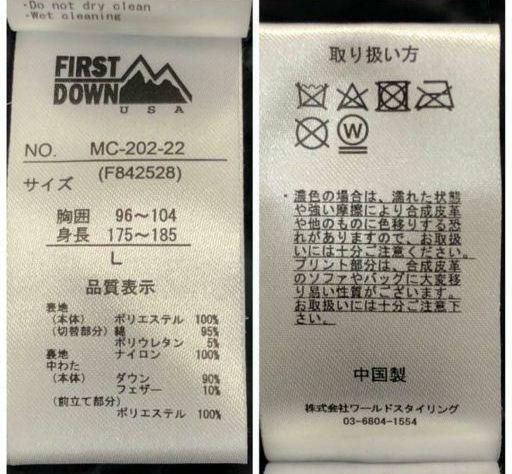 -Do not dry clean
-Wet cleaning
FIRST
DOWN
USA
NO. MC-202-22
(F842528)
サイズ
胸囲 96〜104
身長 175〜185
L
品質表示
表地
(本体) ポリエステル 100%
(切替部分) 綿 95%
ポリウレタン 5%
裏地 ナイロン 100%
中わた
(本体) ダウン 90%
フェザー 10%
(前立て部分)
ポリエステル 100%
取り扱い方
W
・濃色の場合は、濡れた状態
や強い摩擦により合成皮革
や他のものに色移りする恐
れがありますので、お取扱
いには十分ご注意ください。
プリント部分は、合成皮革
のソファやバッグに大変移
り易い性質がございます。
お取扱いには十分ご注意下
さい。
中国製
株式会社ワールドスタイリング
03-6804-1554